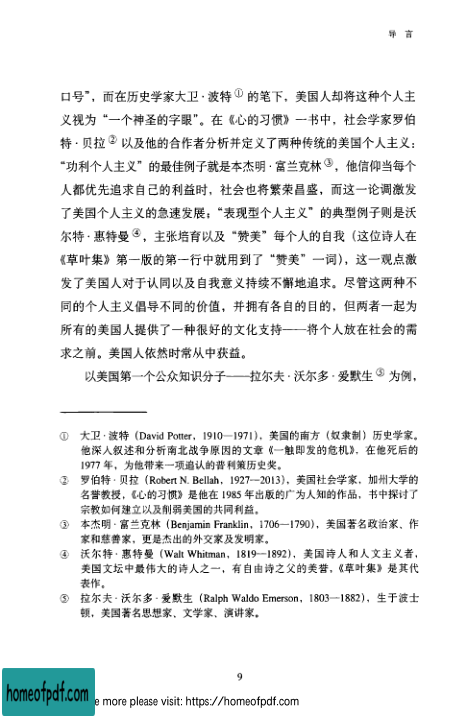 导 言
口号”，而在历史学家大卫·波特① 的笔下，美国人却将这种个人主
义视为“一个神圣的字眼”。在《心的习惯》一书中，社会学家罗伯
特·贝拉② 以及他的合作者分析并定义了两种传统的美国个人主义：
“功利个人主义”的最佳例子就是本杰明·富兰克林③，他信仰当每个
人都优先追求自己的利益时，社会也将繁荣昌盛，而这一论调激发
了美国个人主义的急速发展；“表现型个人主义”的典型例子则是沃
尔特·惠特曼④，主张培育以及“赞美”每个人的自我（这位诗人在
《草叶集》第一版的第一行中就用到了“赞美”一词），这一观点激
发了美国人对于认同以及自我意义持续不懈地追求。尽管这两种不
同的个人主义倡导不同的价值，并拥有各自的目的，但两者一起为
所有的美国人提供了一种很好的文化支持——将个人放在社会的需
求之前。美国人依然时常从中获益。
以美国第一个公众知识分子——拉尔夫·沃尔多·爱默生⑤ 为例，
① 大卫·波特（David Potter，1910—1971），美国的南方（奴隶制）历史学家。
他深入叙述和分析南北战争原因的文章《一触即发的危机》，在他死后的
1977 年，为他带来一项追认的普利策历史奖。
② 罗伯特·贝拉（Robert N. Bellah，1927—2013），美国社会学家，加州大学的
名誉教授，《心的习惯》是他在 1985 年出版的广为人知的作品，书中探讨了
宗教如何建立以及削弱美国的共同利益。
③ 本杰明·富兰克林（Benjamin Franklin，1706—1790），美国著名政治家、作
家和慈善家，更是杰出的外交家及发明家。
④ 沃尔特·惠特曼（Walt Whitman，1819—1892），美国诗人和人文主义者，
美国文坛中最伟大的诗人之一，有自由诗之父的美誉，《草叶集》是其代
表作。
⑤ 拉尔夫·沃尔多·爱默生（Ralph Waldo Emerson，1803—1882），生于波士
顿，美国著名思想家、文学家、演讲家。
9
homeofpdf.com
e more please visit: https://homeofpdf.com